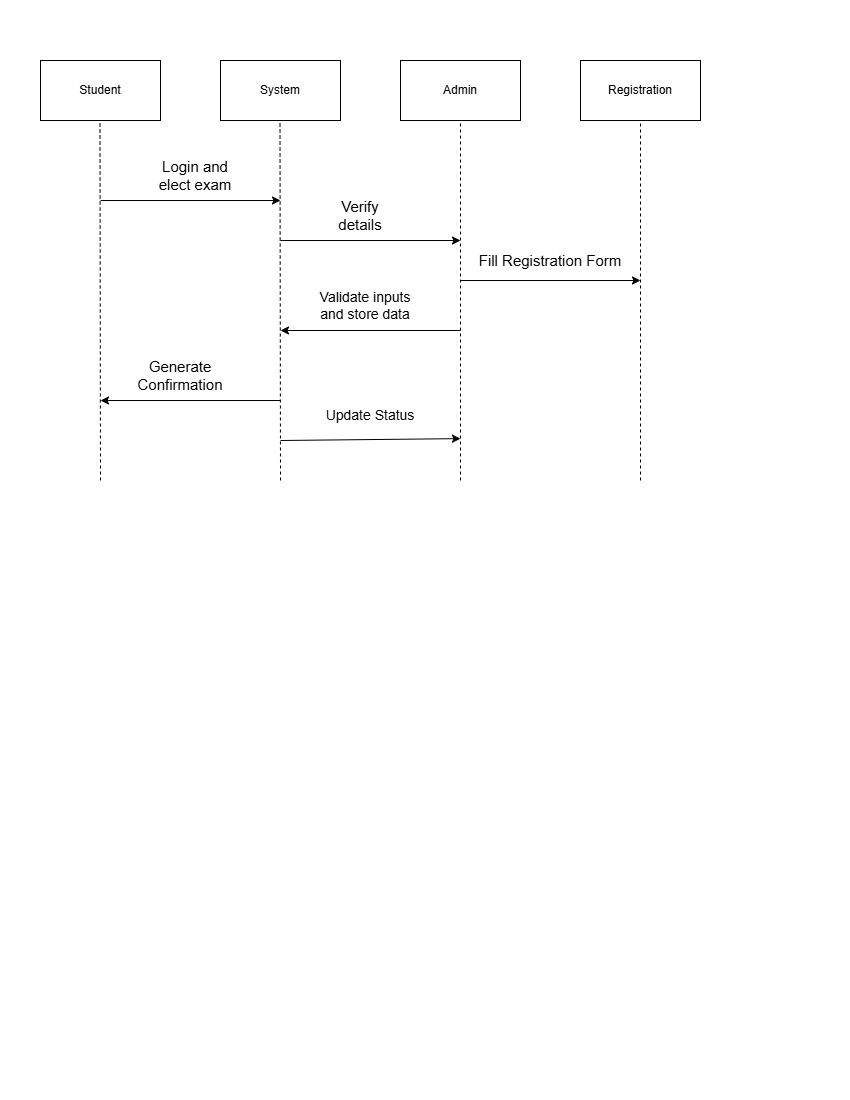 Student
System
Admin
Registration
Login and
elect exam
Verify
details
Fill Registration Form
Validate inputs
and store data
Generate
Confirmation
Update Status